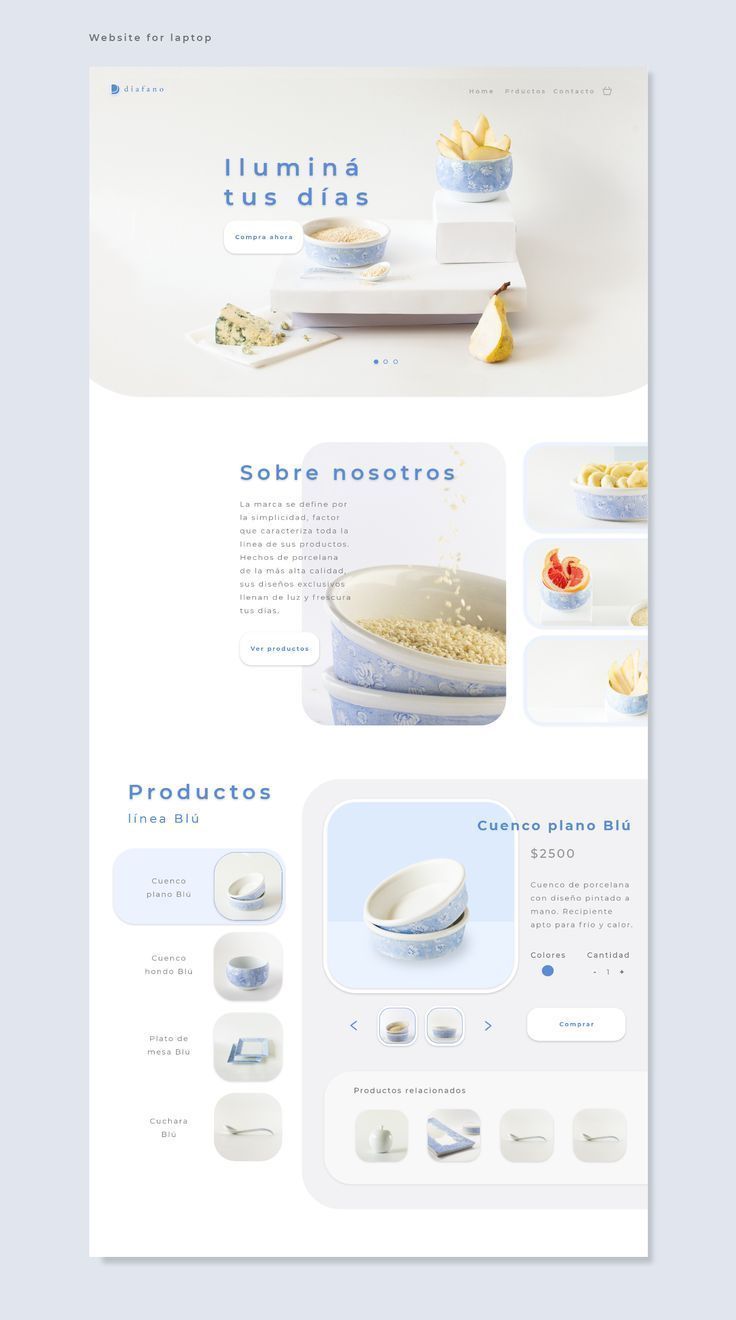 Website for laptop
diafano
Home Prductos Contacto
Iluminá
tus días
Compra ahora
Sobre nosotros
La marca se define por
la simplicidad, factor
que caracteriza toda la
línea de sus productos.
Hechos de porcelana
de la más alta calidad,
sus diseños exclusivos
llenan de luz y frescura
tus días.
Ver productos
Productos
línea Blú
Cuenco
plano Blú
Cuenco
hondo Blú
Plato de
mesa Blu
Cuchara
Blú
Cuenco plano Blú
$2500
Cuenco de porcelana
con diseño pintado a
mano. Recipiente
apto para frío y calor.
Colores Cantidad
- 1 +
Comprar
Productos relacionados